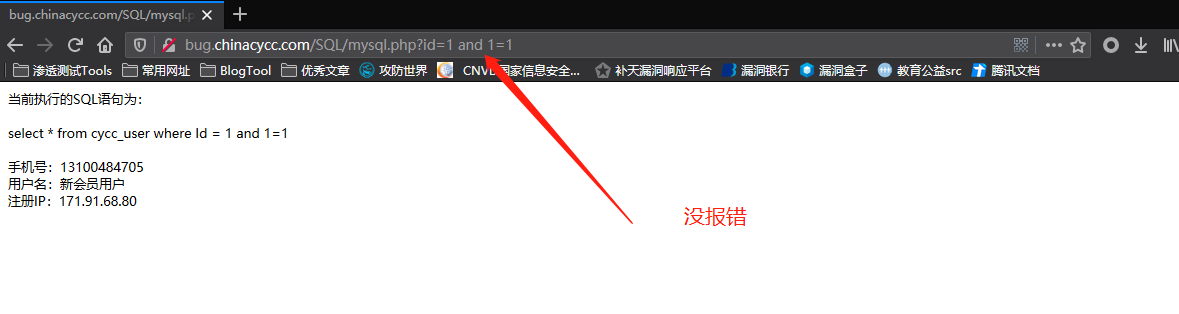 bug.chinacycc.com/SQL/mysql.p
bug.chinacycc.com/SQL/mysql.php?id=1 and 1=1
渗透测试Tools 常用网址 BlogTool 优秀文章 攻防世界 国家信息安全... 补天漏洞响应平台 漏洞银行 漏洞盒子 教育公益src 腾讯文档
当前执行的SQL语句为：
select * from cycc_user where Id = 1 and 1=1
手机号：13100484705
用户名：新会员用户
注册IP：171.91.68.80
没报错